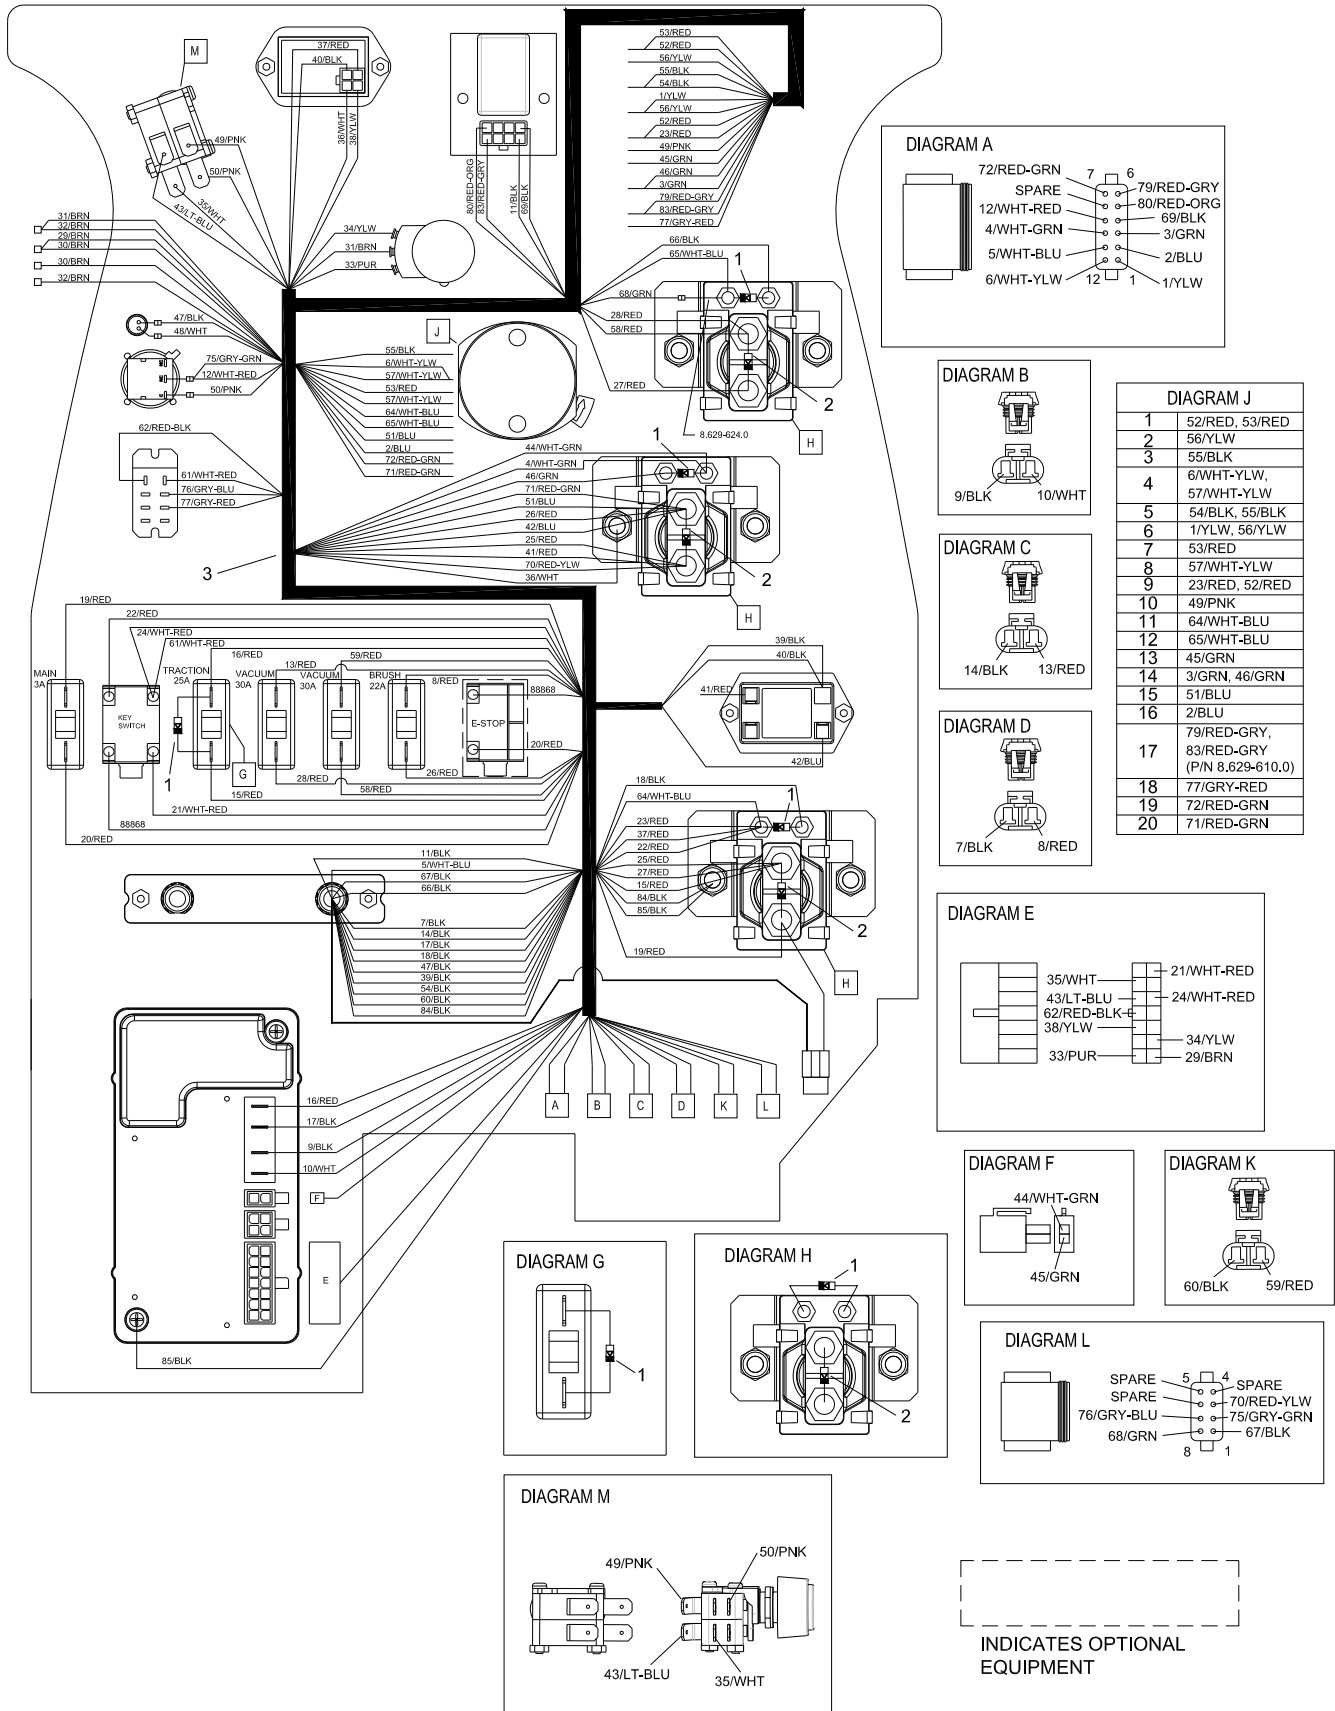 M
37/RED
40/BLK
36/WHT
38/YLW
49/PNK
50/PNK
35/WHT
43/LT-BLU
80/RED-ORG
83/RED-GRY
11/BLK
69/BLK
53/RED
52/RED
56/YLW
55/BLK
54/BLK
1/YLW
56/YLW
52/RED
23/RED
49/PNK
45/GRN
46/GRN
3/GRN
79/RED-GRY
83/RED-GRY
77/GRY-RED
31/BRN
32/BRN
29/BRN
30/BRN
30/BRN
32/BRN
34/YLW
31/BRN
33/PUR
47/BLK
48/WHT
75/GRY-GRN
12/WHT-RED
50/PNK
62/RED-BLK
61/WHT-RED
76/GRY-BLU
77/GRY-RED
J
55/BLK
6/WHT-YLW
57/WHT-YLW
53/RED
57/WHT-YLW
64/WHT-BLU
65/WHT-BLU
51/BLU
2/BLU
72/RED-GRN
71/RED-GRN
66/BLK
65/WHT-BLU
1
68/GRN
28/RED
58/RED
27/RED
2
8.629-624.0
H
44/WHT-GRN
1
4/WHT-GRN
46/GRN
71/RED-GRN
51/BLU
26/RED
42/BLU
25/RED
41/RED
70/RED-YLW
36/WHT
2
H
3
19/RED
22/RED
24/WHT-RED
61/WHT-RED
16/RED
59/RED
13/RED
8/RED
88868
MAIN
3A
KEY
SWITCH
TRACTION
25A
VACUUM
30A
VACUUM
30A
BRUSH
22A
E-STOP
20/RED
1
G
26/RED
28/RED
58/RED
15/RED
21/WHT-RED
88868
20/RED
39/BLK
40/BLK
41/RED
42/BLU
18/BLK
64/WHT-BLU
1
23/RED
37/RED
22/RED
25/RED
27/RED
15/RED
84/BLK
85/BLK
2
19/RED
H
11/BLK
5/WHT-BLU
67/BLK
66/BLK
7/BLK
14/BLK
17/BLK
18/BLK
47/BLK
39/BLK
54/BLK
60/BLK
84/BLK
A
B
C
D
K
L
16/RED
17/BLK
9/BLK
10/WHT
F
E
85/BLK
DIAGRAM A
72/RED-GRN
7
6
79/RED-GRY
SPARE
80/RED-ORG
12/WHT-RED
69/BLK
4/WHT-GRN
3/GRN
5/WHT-BLU
2/BLU
6/WHT-YLW
12
1
1/YLW
DIAGRAM B
9/BLK
10/WHT
DIAGRAM C
14/BLK
13/RED
DIAGRAM D
7/BLK
8/RED
DIAGRAM J
1 52/RED, 53/RED
2 56/YLW
3 55/BLK
4 6/WHT-YLW,
57/WHT-YLW
5 54/BLK, 55/BLK
6 1/YLW, 56/YLW
7 53/RED
8 57/WHT-YLW
9 23/RED, 52/RED
10 49/PNK
11 64/WHT-BLU
12 65/WHT-BLU
13 45/GRN
14 3/GRN, 46/GRN
15 51/BLU
16 2/BLU
17 79/RED-GRY,
83/RED-GRY
(P/N 8.629-610.0)
18 77/GRY-RED
19 72/RED-GRN
20 71/RED-GRN
DIAGRAM E
35/WHT
21/WHT-RED
43/LT-BLU
24/WHT-RED
62/RED-BLK
38/YLW
34/YLW
33/PUR
29/BRN
DIAGRAM F
44/WHT-GRN
45/GRN
DIAGRAM K
60/BLK
59/RED
DIAGRAM G
1
DIAGRAM H
1
2
DIAGRAM L
SPARE
5
4
SPARE
SPARE
70/RED-YLW
76/GRY-BLU
75/GRY-GRN
68/GRN
67/BLK
8
1
DIAGRAM M
49/PNK
50/PNK
43/LT-BLU
35/WHT
INDICATES OPTIONAL
EQUIPMENT